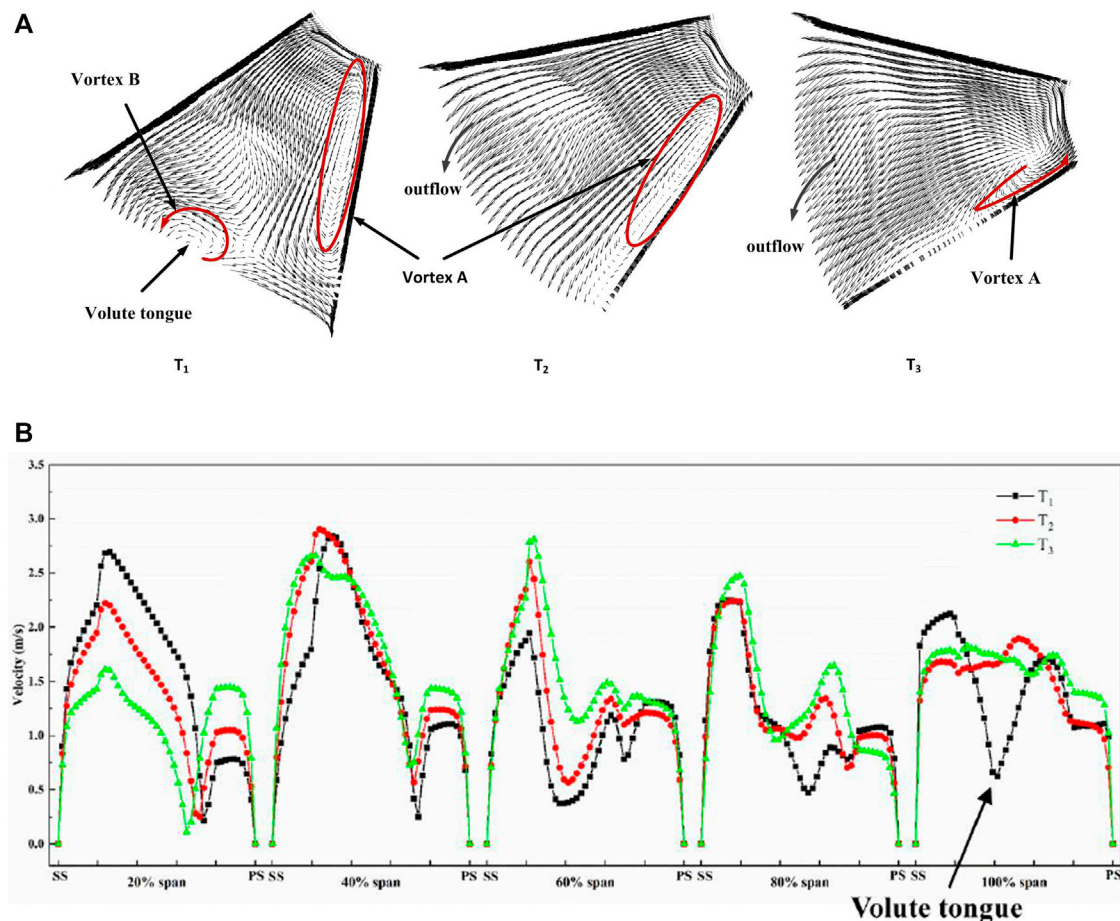 A
Vortex B
outflow
outflow
Vortex A
Vortex A
Volute tongue
T₁
T₂
T₃
B
3.5
3.0
2.5
2.0
1.5
1.0
0.5
0.0
Velocity (m/s)
T₁
T₂
T₃
SS 20% span PS SS 40% span PS SS 60% span PS SS 80% span PS SS 100% span PS
Volute tongue